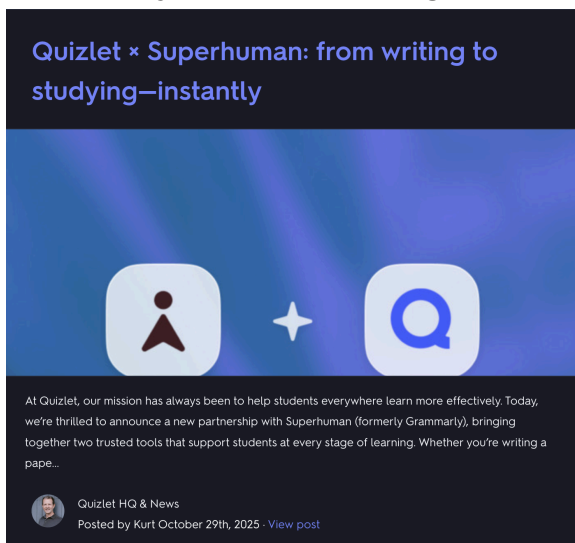 Quizlet × Superhuman: from writing to
studying—instantly
At Quizlet, our mission has always been to help students everywhere learn more effectively. Today,
we’re thrilled to announce a new partnership with Superhuman (formerly Grammarly), bringing
together two trusted tools that support students at every stage of learning. Whether you’re writing a
pape...
Quizlet HQ & News
Posted by Kurt October 29th, 2025 · View post